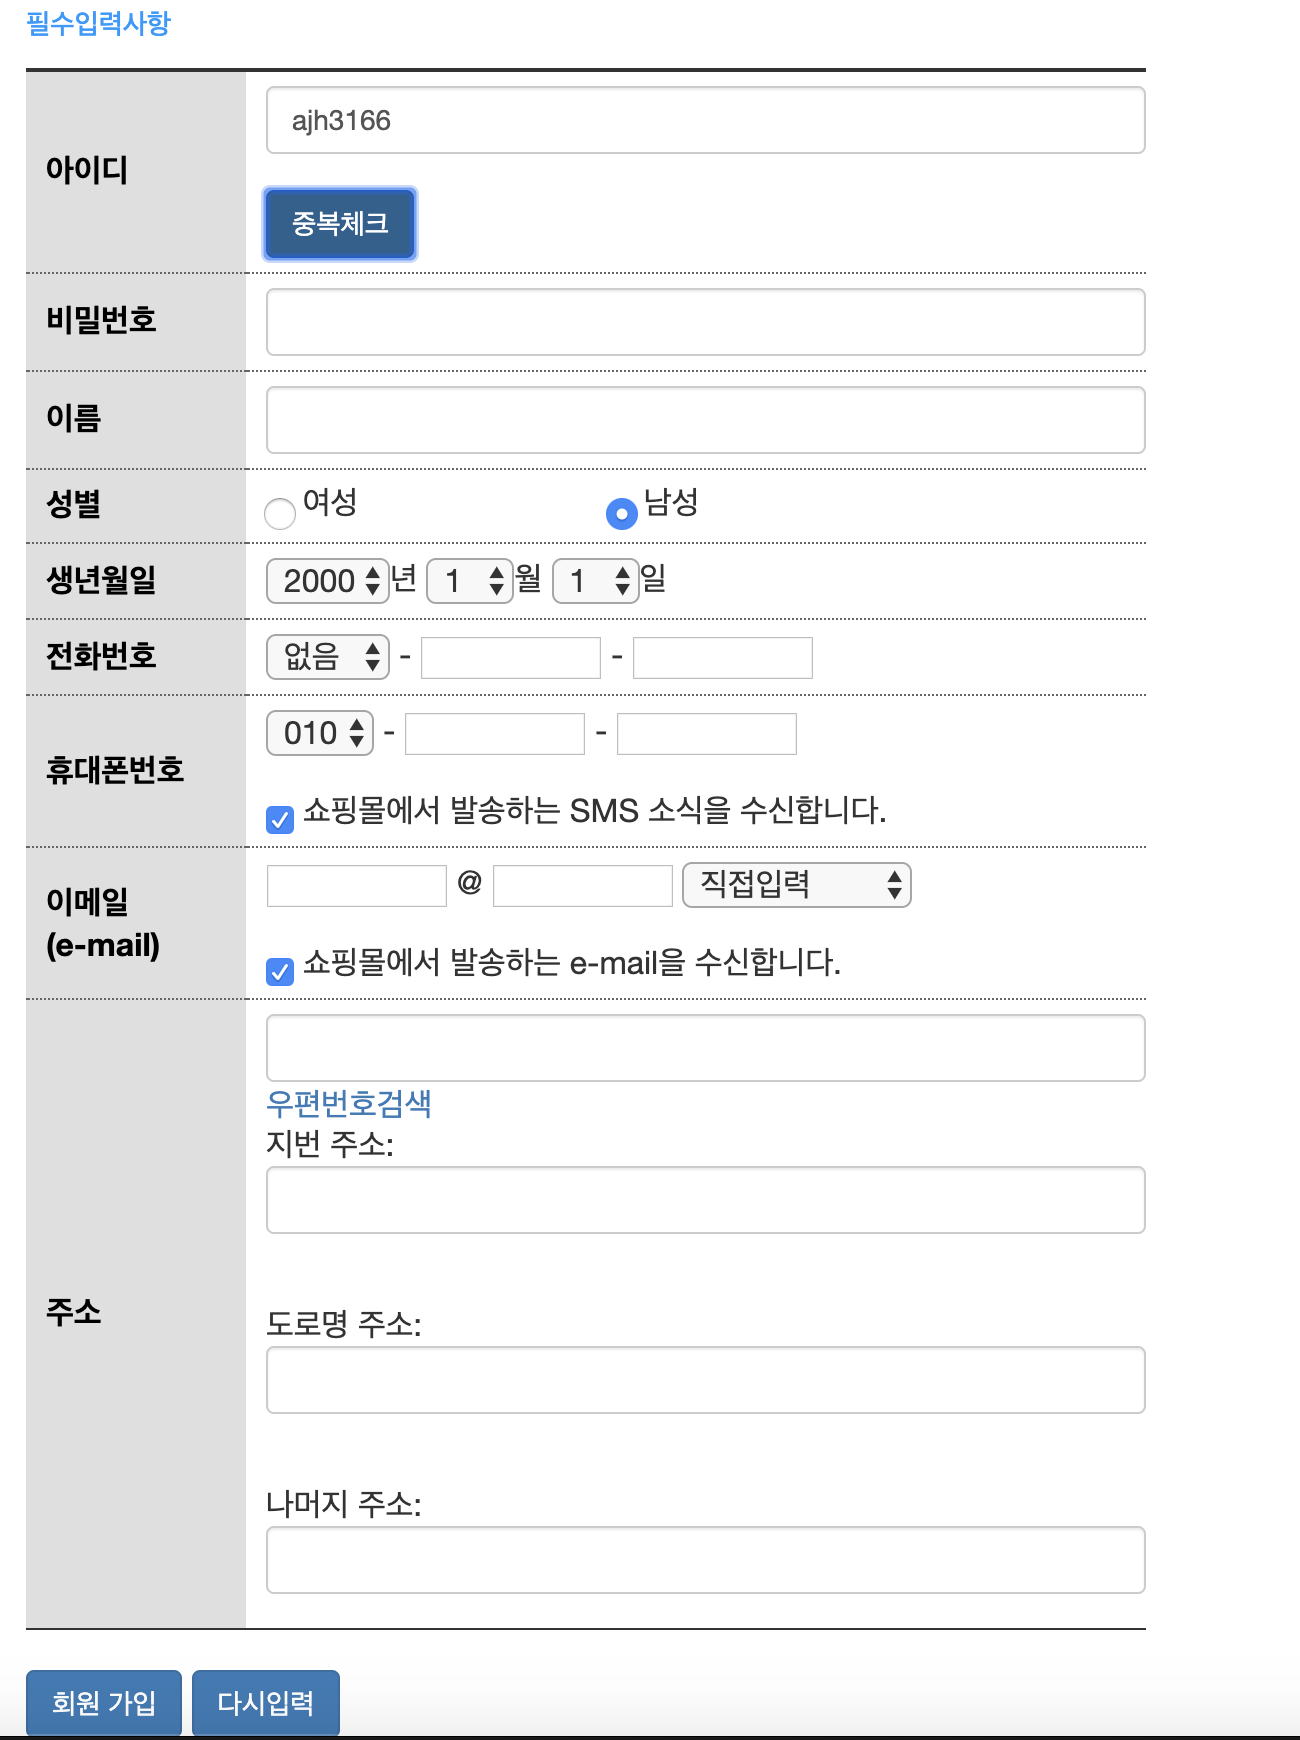 필수입력사항
아이디
ajh3166
중복체크
비밀번호
이름
성별
여성 남성
생년월일
2000 년 1 월 1 일
전화번호
없음 - -
휴대폰번호
010 - -
쇼핑몰에서 발송하는 SMS 소식을 수신합니다.
이메일
(e-mail)
@ 직접입력
쇼핑몰에서 발송하는 e-mail을 수신합니다.
주소
우편번호검색
지번 주소:
도로명 주소:
나머지 주소:
회원 가입 다시입력